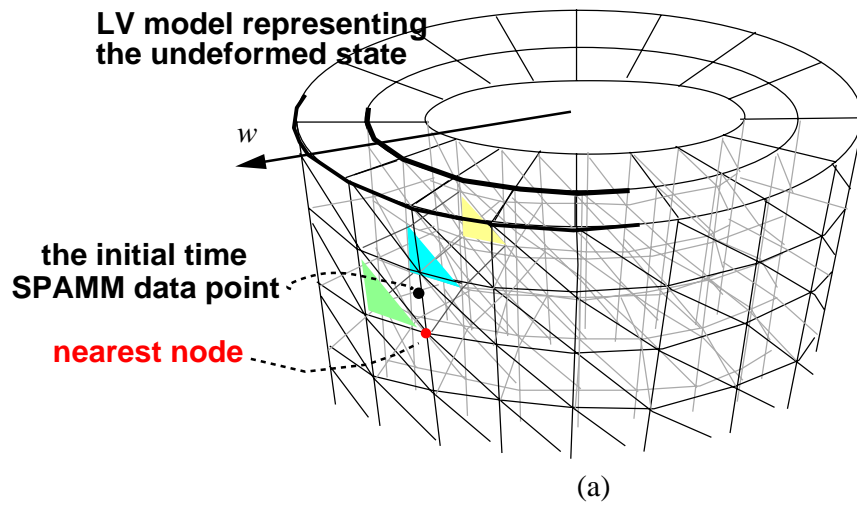 LV model representing
the undeformed state
w
the initial time
SPAMM data point
nearest node
(a)